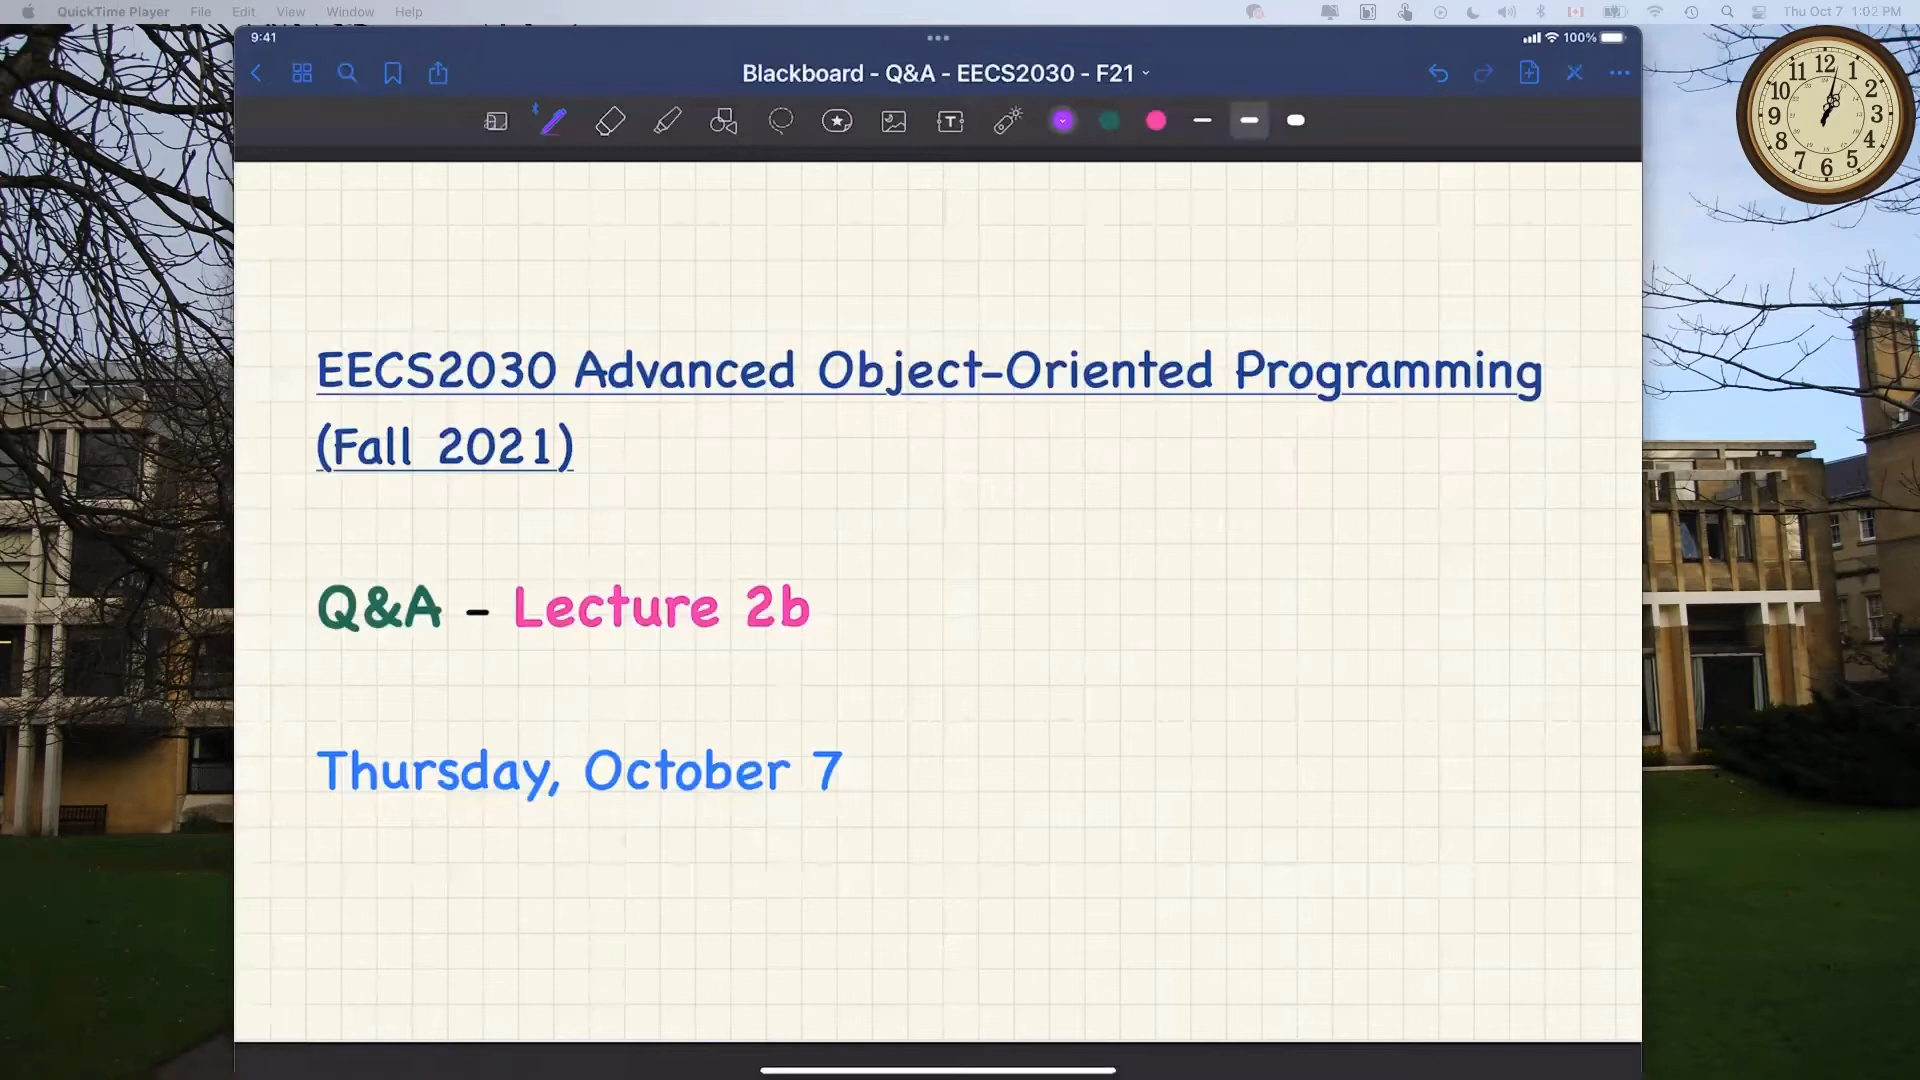 QuickTime Player File Edit View Window Help Thu Oct 7 1:02 PM
9:41 100%
Blackboard - Q&A - EECS2030 - F21
T
EECS2030 Advanced Object-Oriented Programming
(Fall 2021)
Q&A - Lecture 2b
Thursday, October 7
12
11 1
10 2
9 3
8 4
7 5
6